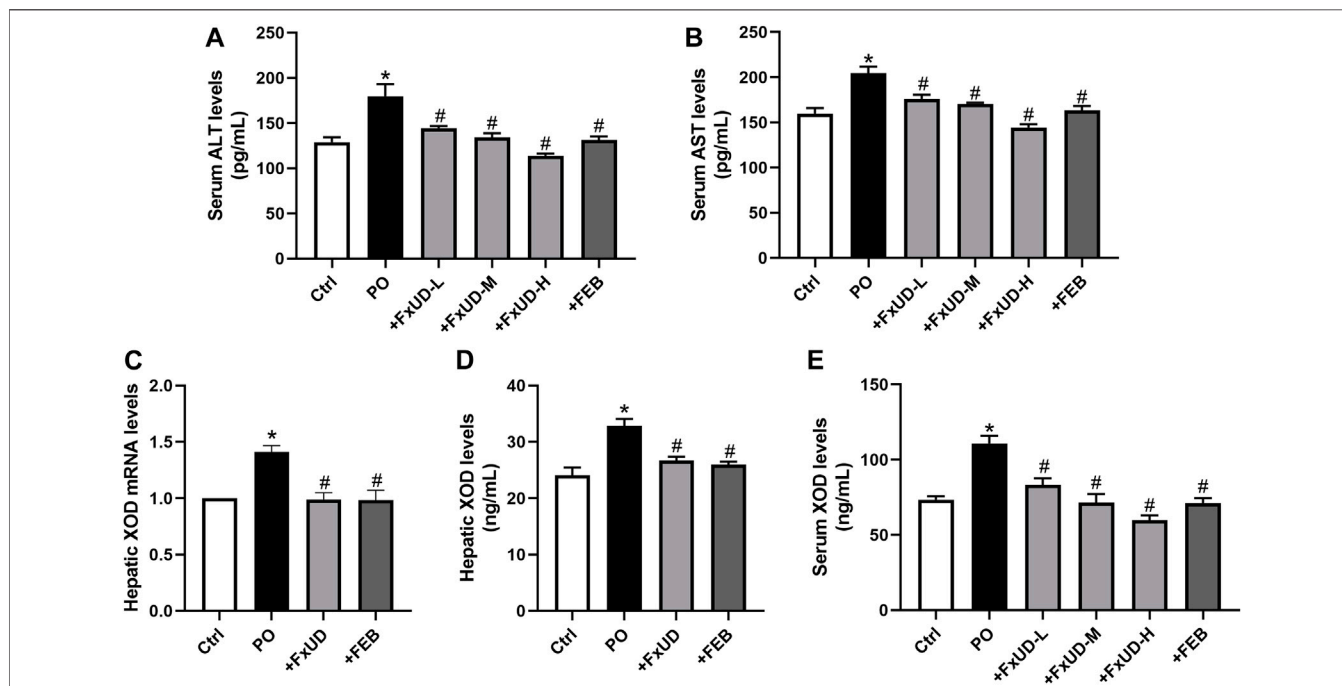 A
Serum ALT levels
(pg/mL)
250
200
150
100
50
0
*
#
#
#
#
Ctrl
PO
+FxUD-L
+FxUD-M
+FxUD-H
+FEB
B
Serum AST levels
(pg/mL)
250
200
150
100
50
0
*
#
#
#
#
Ctrl
PO
+FxUD-L
+FxUD-M
+FxUD-H
+FEB
C
Hepatic XOD mRNA levels
2.0
1.5
1.0
0.5
0.0
*
#
#
Ctrl
PO
+FxUD
+FEB
D
Hepatic XOD levels
(ng/mL)
40
30
20
10
0
*
#
#
Ctrl
PO
+FxUD
+FEB
E
Serum XOD levels
(ng/mL)
150
100
50
0
*
#
#
#
#
Ctrl
PO
+FxUD-L
+FxUD-M
+FxUD-H
+FEB